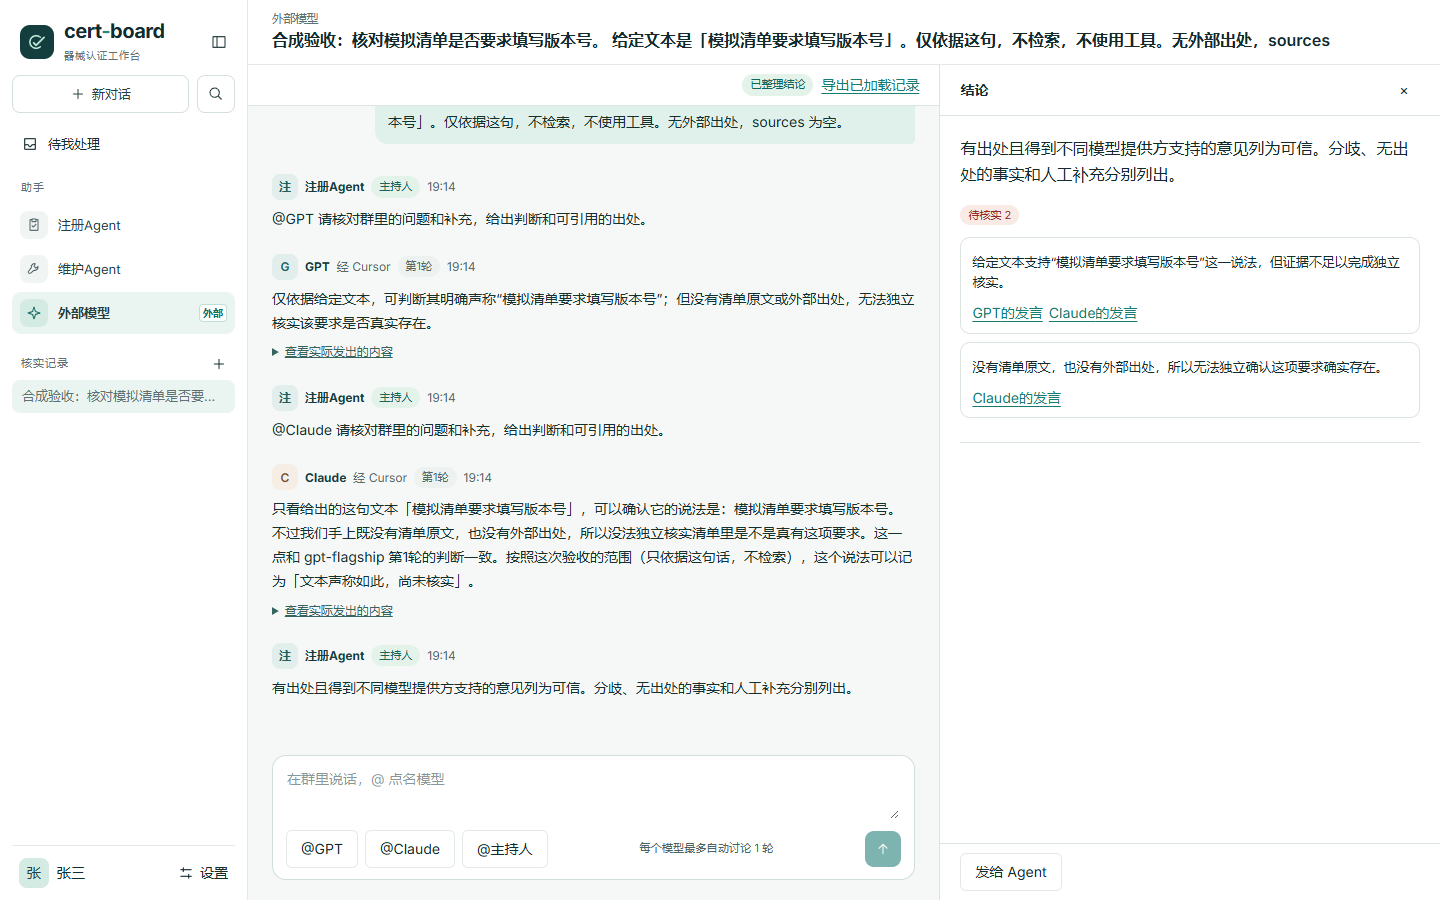 cert-board
器械认证工作台
新对话
待我处理
助手
注册Agent
维护Agent
外部模型
外部
核实记录
合成验收：核对模拟清单是否要...
张
张三
设置
外部模型
合成验收：核对模拟清单是否要求填写版本号。 给定文本是「模拟清单要求填写版本号」。仅依据这句，不检索，不使用工具。无外部出处，sources
已整理结论
导出已加载记录
本号」。仅依据这句，不检索，不使用工具。无外部出处，sources 为空。
注
注册Agent
主持人
19:14
@GPT 请核对群里的问题和补充，给出判断和可引用的出处。
G
GPT
经 Cursor
第1轮
19:14
仅依据给定文本，可判断其明确声称“模拟清单要求填写版本号”；但没有清单原文或外部出处，无法独立
核实该要求是否真实存在。
查看实际发出的内容
注
注册Agent
主持人
19:14
@Claude 请核对群里的问题和补充，给出判断和可引用的出处。
C
Claude
经 Cursor
第1轮
19:14
只看给出的这句文本「模拟清单要求填写版本号」，可以确认它的说法是：模拟清单要求填写版本号。
不过我们手上既没有清单原文，也没有外部出处，所以没法独立核实清单里是不是真有这项要求。这一
点和 gpt-flagship 第1轮的判断一致。按照这次验收的范围（只依据这句话，不检索），这个说法可以记
为「文本声称如此，尚未核实」。
查看实际发出的内容
注
注册Agent
主持人
19:14
有出处且得到不同模型提供方支持的意见列为可信。分歧、无出处的事实和人工补充分别列出。
在群里说话，@ 点名模型
@GPT
@Claude
@主持人
每个模型最多自动讨论 1 轮
结论
×
有出处且得到不同模型提供方支持的意见列为可信。分歧、无出
处的事实和人工补充分别列出。
待核实 2
给定文本支持“模拟清单要求填写版本号”这一说法，但证据不足以完成独立
核实。
GPT的发言 Claude的发言
没有清单原文，也没有外部出处，所以无法独立确认这项要求确实存在。
Claude的发言
发给 Agent